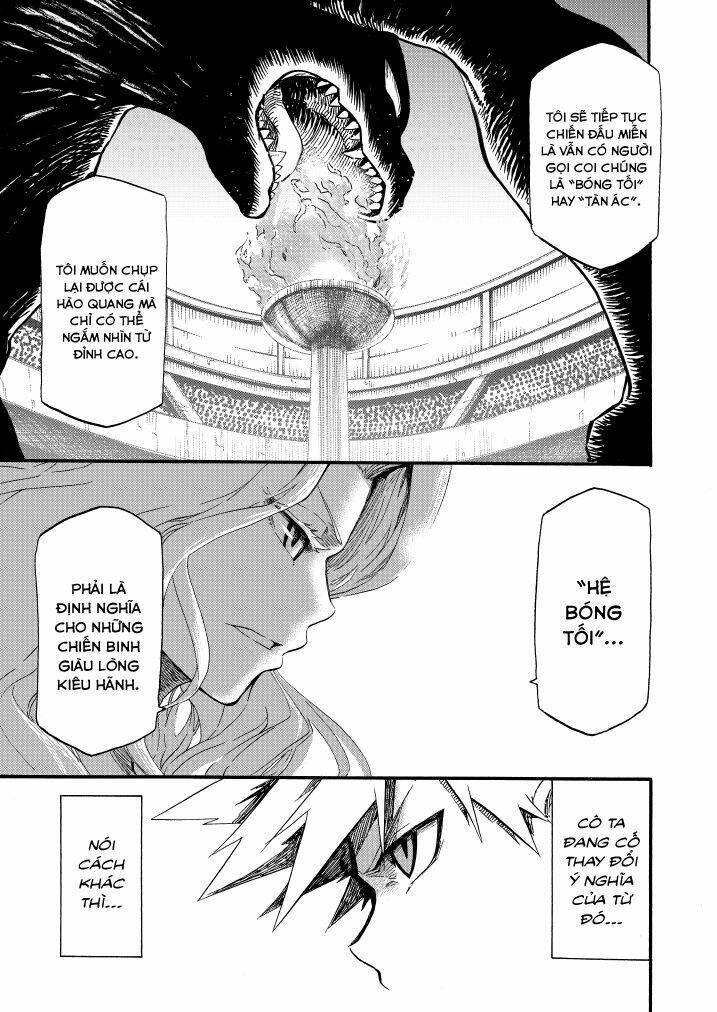 TÔI SẼ TIẾP TỤC
CHIẾN ĐẤU MIỄN
LÀ VẪN CÓ NGƯỜI
GỌI COI CHÚNG
LÀ "BÓNG TỐI"
HAY "TÀN ÁC".
TÔI MUỐN CHỤP
LẠI ĐƯỢC CÁI
HÀO QUANG MÀ
CHỈ CÓ THỂ
NGẮM NHÌN TỪ
ĐỈNH CAO.
"HỆ
BÓNG
TỐI"...
PHẢI LÀ
ĐỊNH NGHĨA
CHO NHỮNG
CHIẾN BINH
GIÀU LÒNG
KIÊU HÃNH.
CÔ TA
ĐANG CỐ
THAY ĐỔI
Ý NGHĨA
CỦA TỪ
ĐÓ...
NÓI
CÁCH
KHÁC
THÌ...